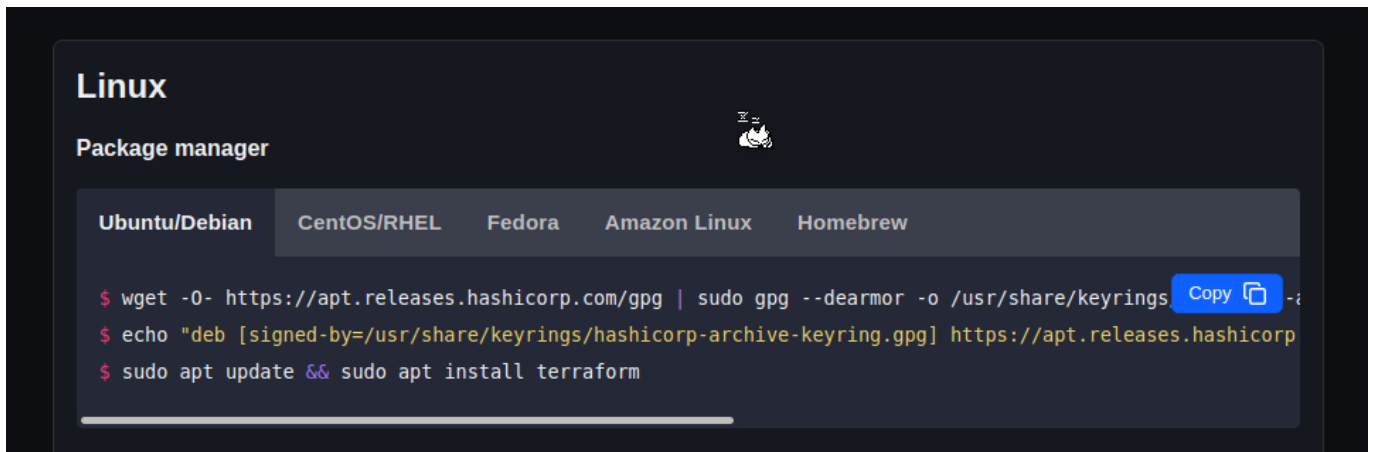 Linux
Package manager
Ubuntu/Debian CentOS/RHEL Fedora Amazon Linux Homebrew
$ wget -O- https://apt.releases.hashicorp.com/gpg | sudo gpg --dearmor -o /usr/share/keyrings Copy -a
$ echo "deb [signed-by=/usr/share/keyrings/hashicorp-archive-keyring.gpg] https://apt.releases.hashicorp
$ sudo apt update && sudo apt install terraform